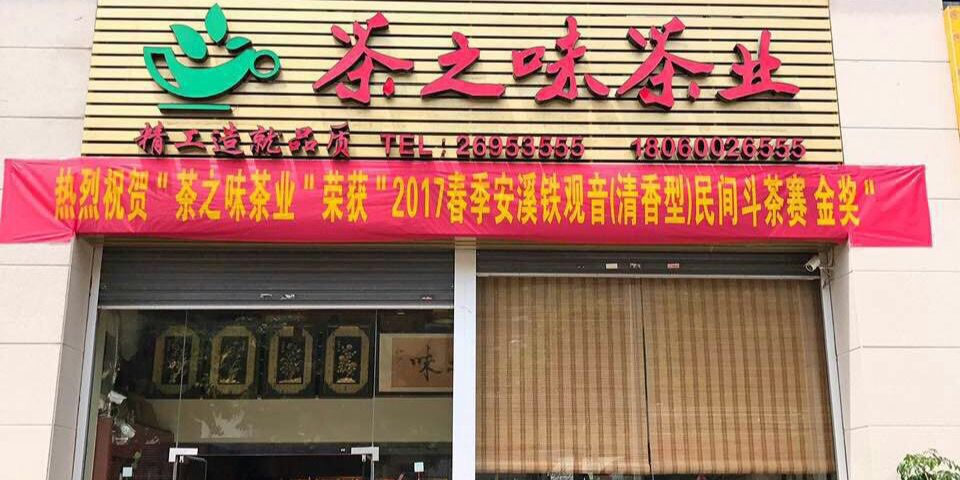 茶之味茶业
精工造就品质 TEL:26953555 18060026555
热烈祝贺"茶之味茶业"荣获"2017春季安溪铁观音(清香型)民间斗茶赛 金奖"
味